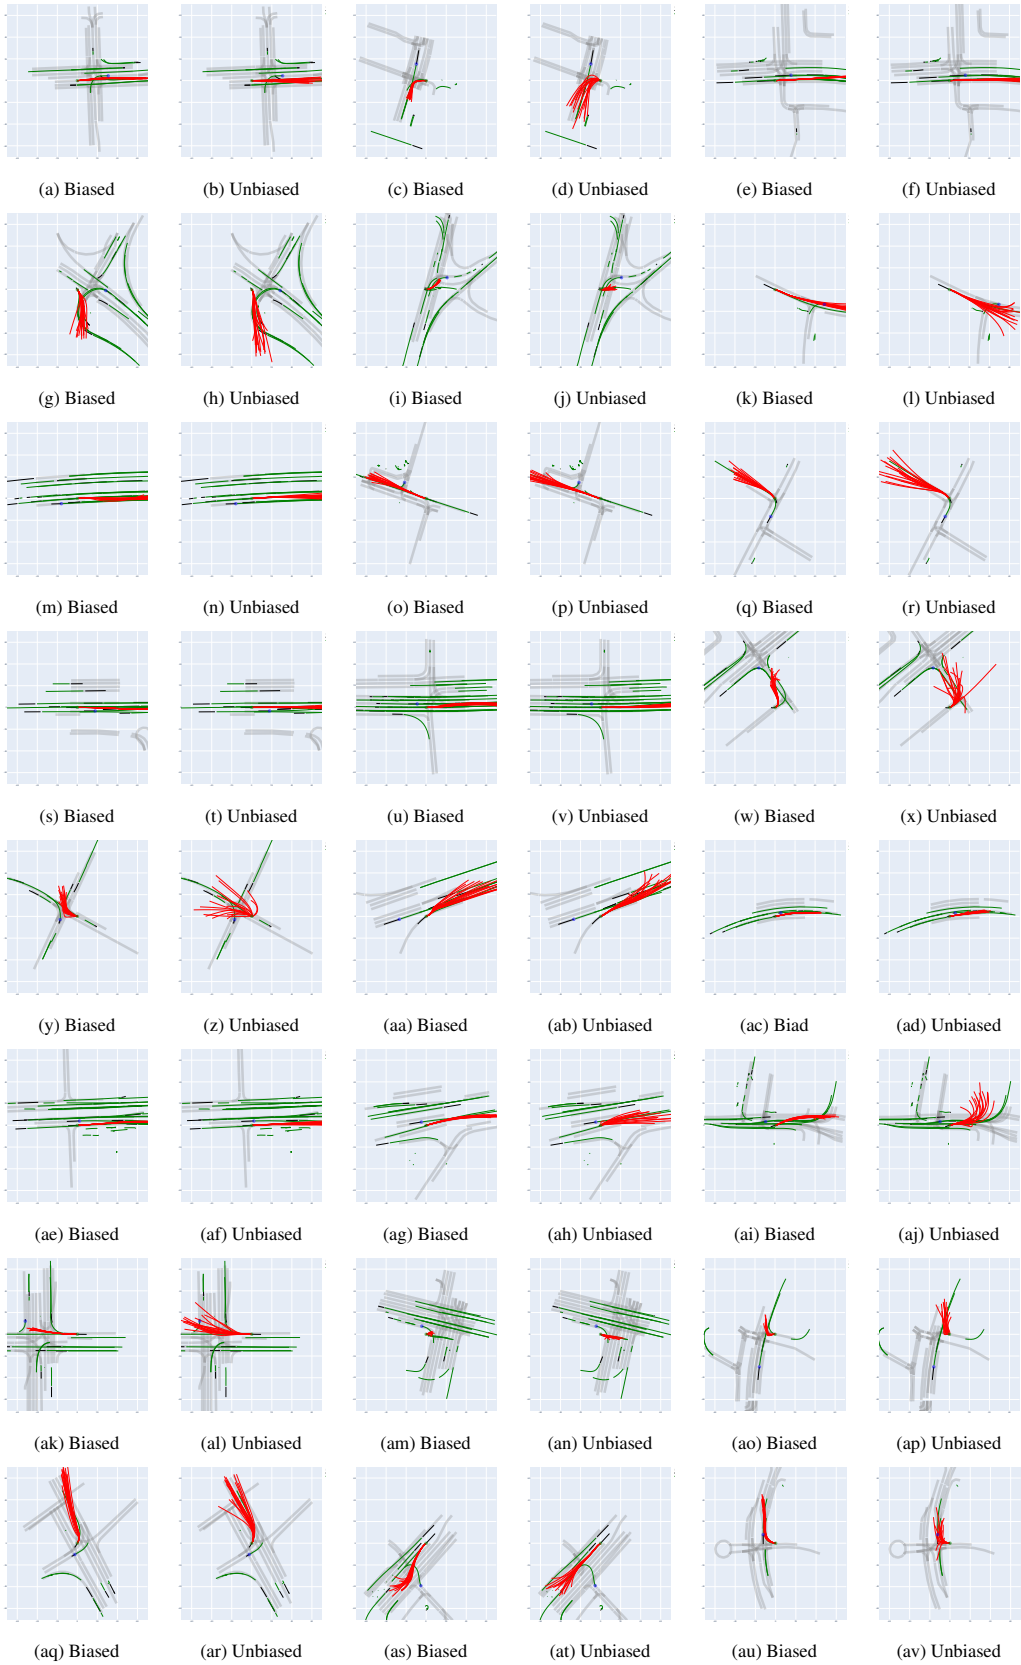 (a) Biased (b) Unbiased (c) Biased (d) Unbiased (e) Biased (f) Unbiased
(g) Biased (h) Unbiased (i) Biased (j) Unbiased (k) Biased (l) Unbiased
(m) Biased (n) Unbiased (o) Biased (p) Unbiased (q) Biased (r) Unbiased
(s) Biased (t) Unbiased (u) Biased (v) Unbiased (w) Biased (x) Unbiased
(y) Biased (z) Unbiased (aa) Biased (ab) Unbiased (ac) Biad (ad) Unbiased
(ae) Biased (af) Unbiased (ag) Biased (ah) Unbiased (ai) Biased (aj) Unbiased
(ak) Biased (al) Unbiased (am) Biased (an) Unbiased (ao) Biased (ap) Unbiased
(aq) Biased (ar) Unbiased (as) Biased (at) Unbiased (au) Biased (av) Unbiased